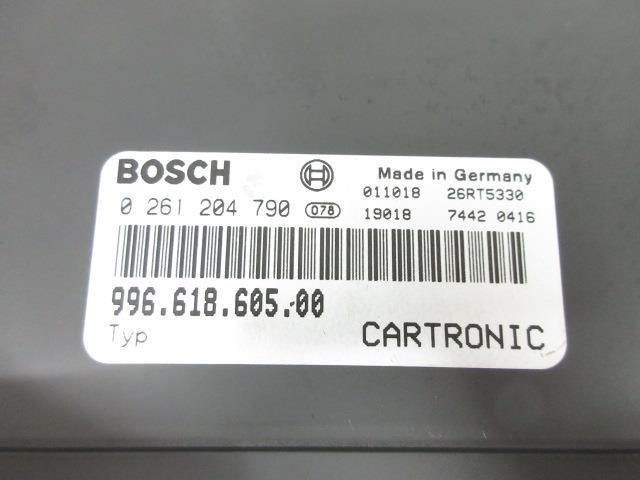 BOSCH Made in Germany
011018 26RT5330
0 261 204 790 078 19018 7442 0416
996.618.605.00
Typ CARTRONIC